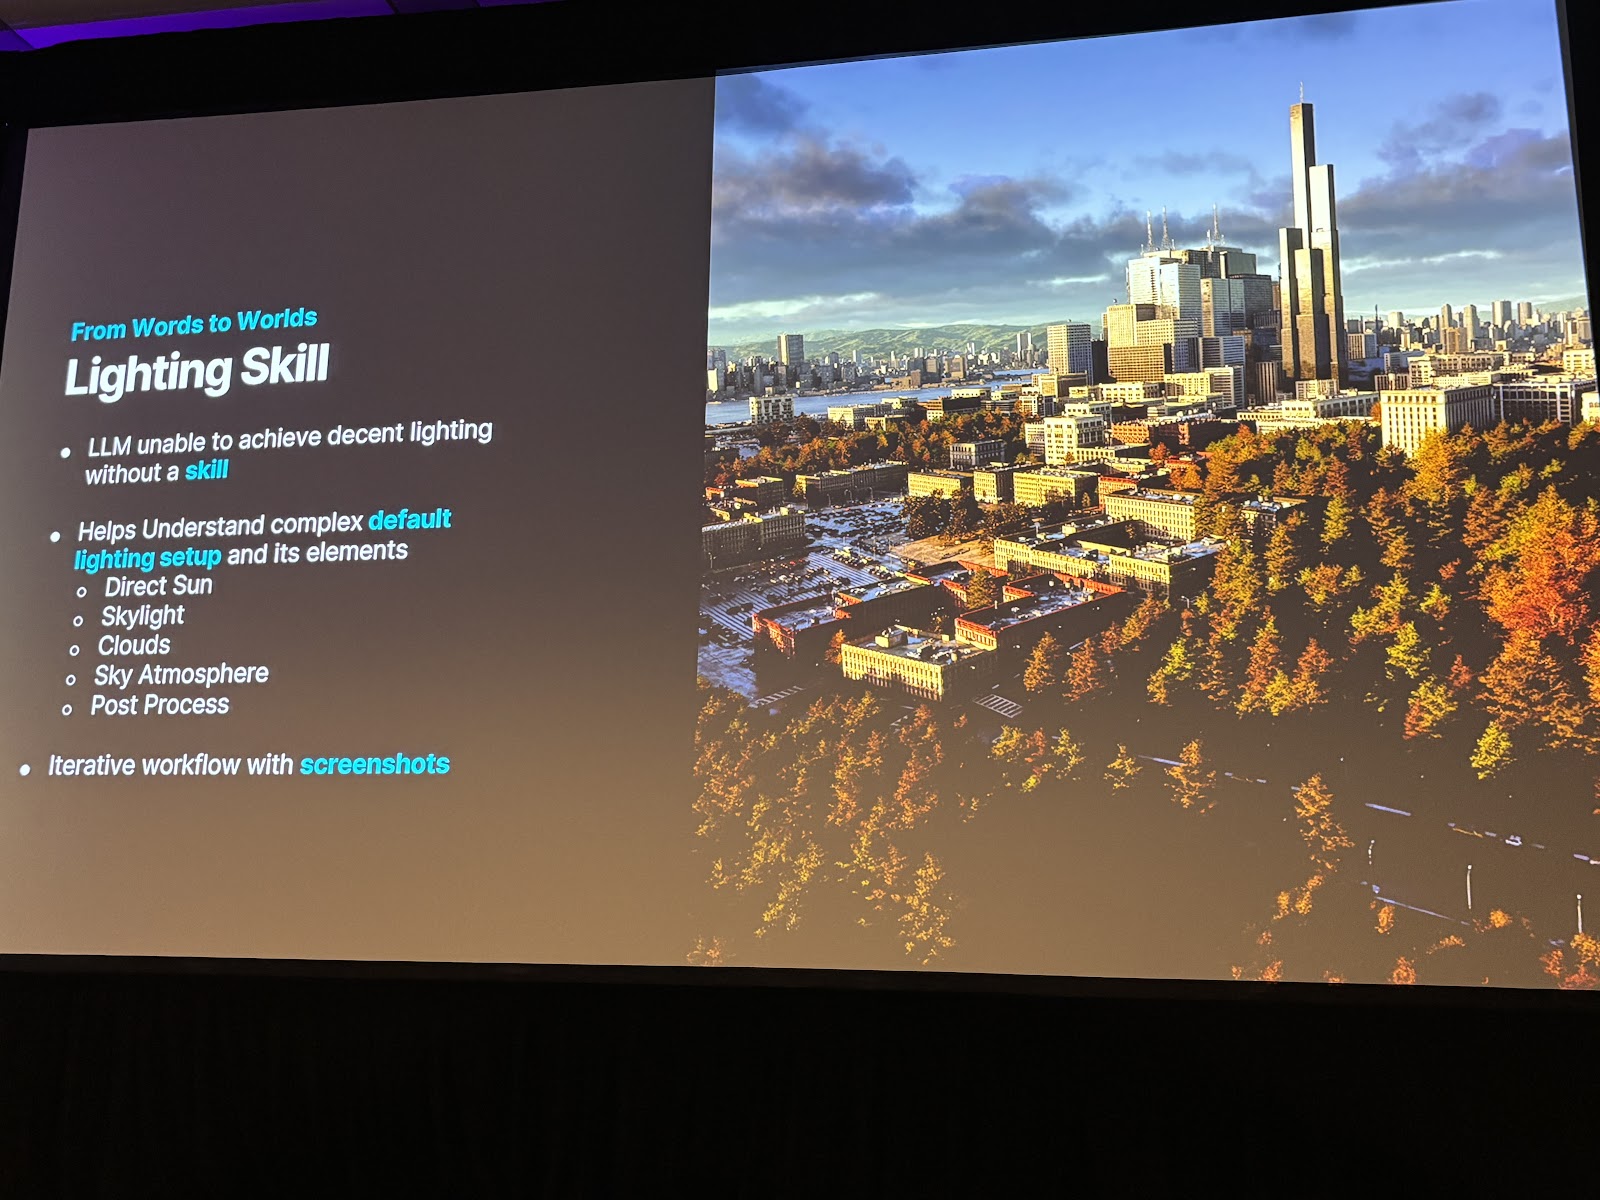 From Words to Worlds
Lighting Skill
• LLM unable to achieve decent lighting
without a skill
• Helps Understand complex default
lighting setup and its elements
○ Direct Sun
○ Skylight
○ Clouds
○ Sky Atmosphere
○ Post Process
• Iterative workflow with screenshots